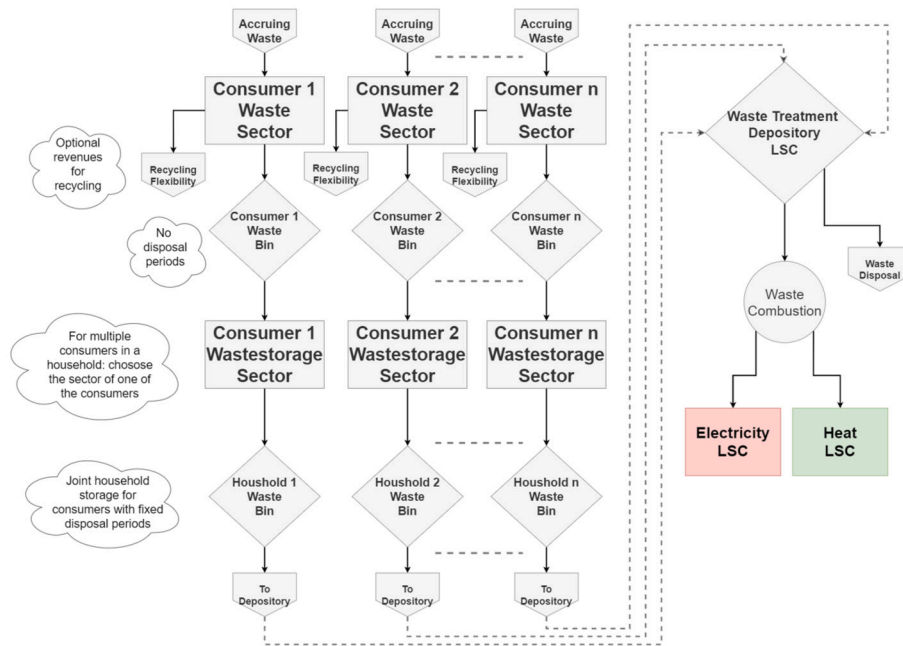 Accruing
Waste
Accruing
Waste
Accruing
Waste
Consumer 1
Waste
Sector
Consumer 2
Waste
Sector
Consumer n
Waste
Sector
Waste Treatment
Depository
LSC
Optional
revenues for
recycling
Recycling
Flexibility
Recycling
Flexibility
Recycling
Flexibility
No
disposal
periods
Consumer 1
Waste
Bin
Consumer 2
Waste
Bin
Consumer n
Waste
Bin
Waste
Disposal
Waste
Combustion
For multiple
consumers in a
household: chosose
the sector of one of
the consumers
Consumer 1
Wastestorage
Sector
Consumer 2
Wastestorage
Sector
Consumer n
Wastestorage
Sector
Electricity
LSC
Heat
LSC
Joint household
storage for
consumers with fixed
disposal periods
Houshold 1
Waste
Bin
Houshold 2
Waste
Bin
Houshold n
Waste
Bin
To
Depository
To
Depository
To
Depository